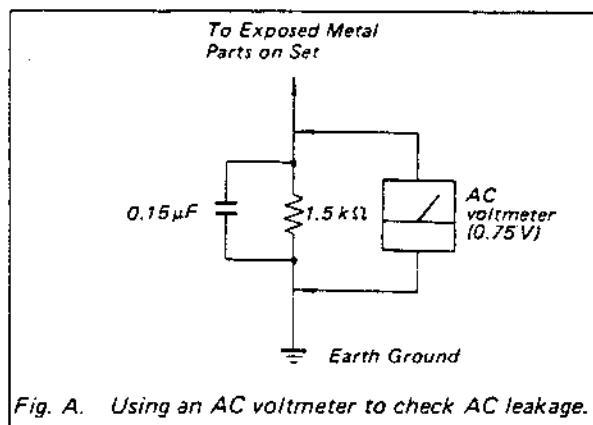 To Exposed Metal
Parts on Set
0.15µF
1.5 kΩ
AC
voltmeter
(0.75 V)
Earth Ground
Fig. A. Using an AC voltmeter to check AC leakage.